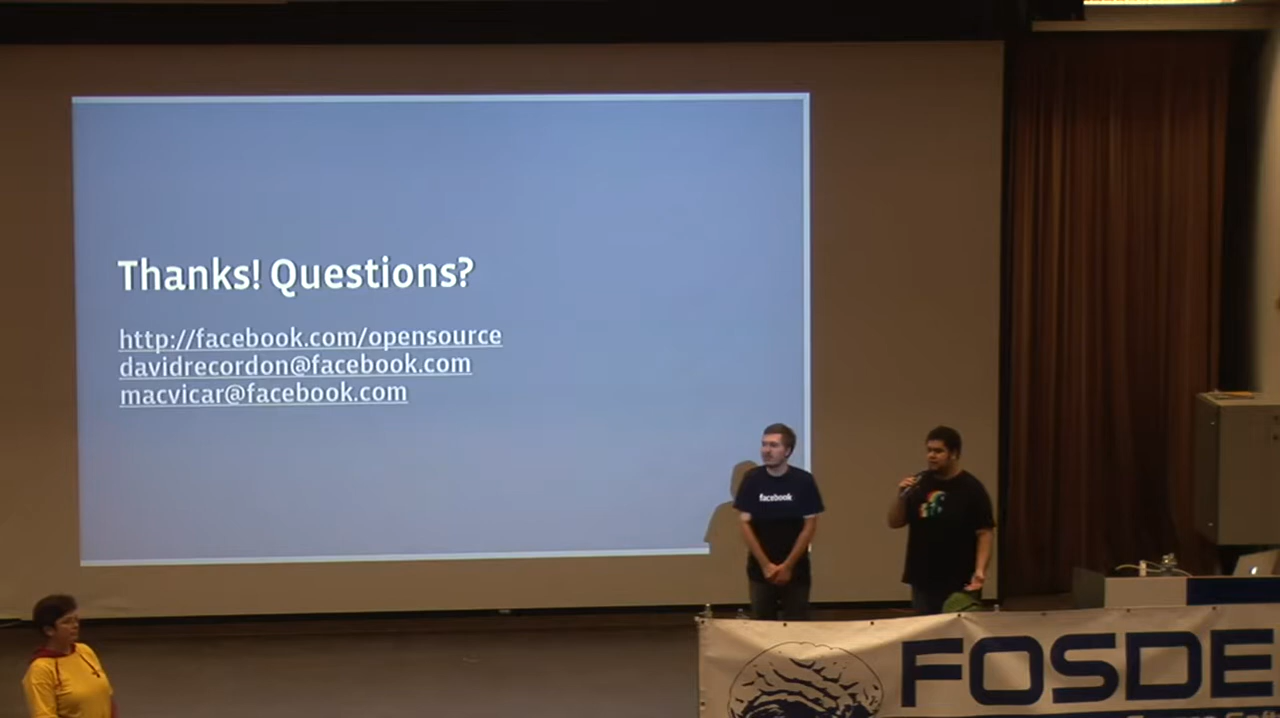 Thanks! Questions?
http://facebook.com/opensource
davidrecordon@facebook.com
macvicar@facebook.com
facebook
FOSDE